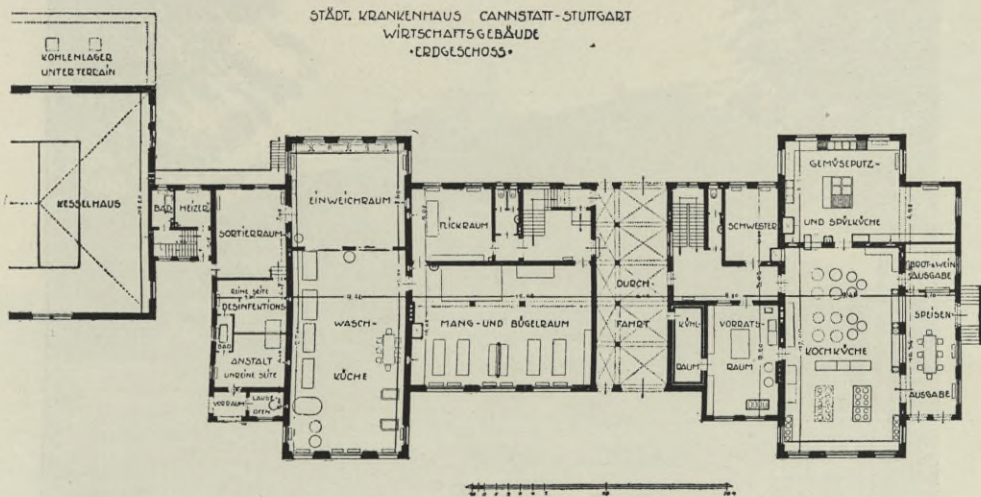 STÄDT. KRANKENHAUS CANNSTATT-STUTTGART
WIRTSCHAFTSGEBÄUDE
•ERDGESCHOSS•
KOHLENLAGER
UNTER TERRAIN
KESSELHAUS
BAD
HEIZER
SORTIERRAUM
REINE SEITE
DESINFEKTIONS
BAD
ANSTALT
UNREINE SEITE
VORRAUM
EINWEICHRAUM
WASCH-
KÜCHE
FLICKRAUM
MANG- UND BÜGELRAUM
DURCH-
FAHRT
SCHWESTER
KÜHL-
RAUM
VORRATS-
RAUM
GEMÜSEPUTZ-
UND SPÜLKÜCHE
KOCHKÜCHE
BROT & WEIN
AUSGABE
SPEISEN-
AUSGABE